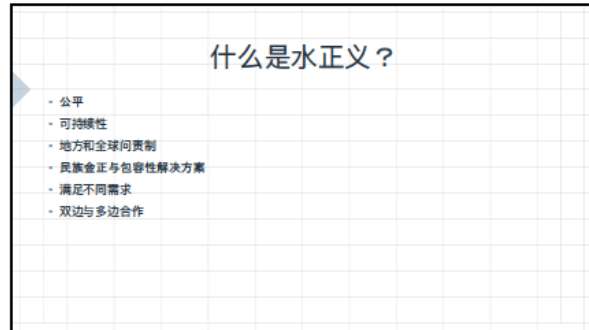 什么是水正义？
公平
可持续性
地方和全球问责制
民族金正与包容性解决方案
满足不同需求
双边与多边合作